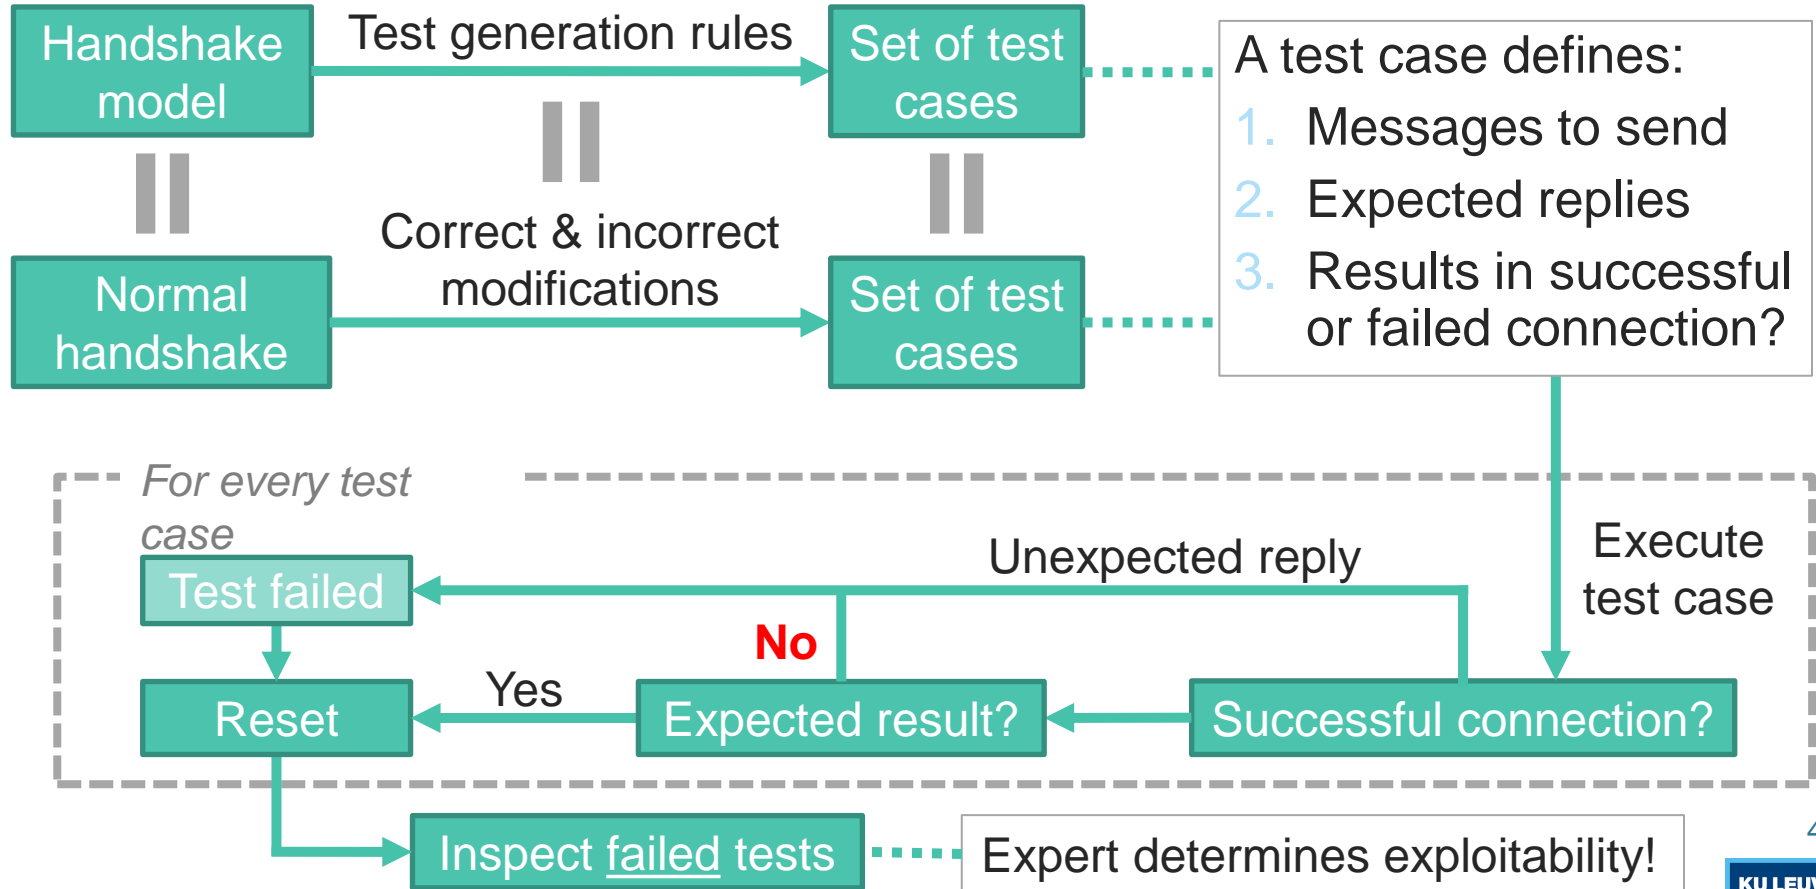 Handshake
model
Test generation rules
Set of test
cases
Normal
handshake
Correct & incorrect
modifications
Set of test
cases
A test case defines:
1. Messages to send
2. Expected replies
3. Results in successful
or failed connection?
For every test
case
Execute
test case
Unexpected reply
Test failed
No
Yes
Reset
Expected result?
Successful connection?
Inspect failed tests
Expert determines exploitability!
4